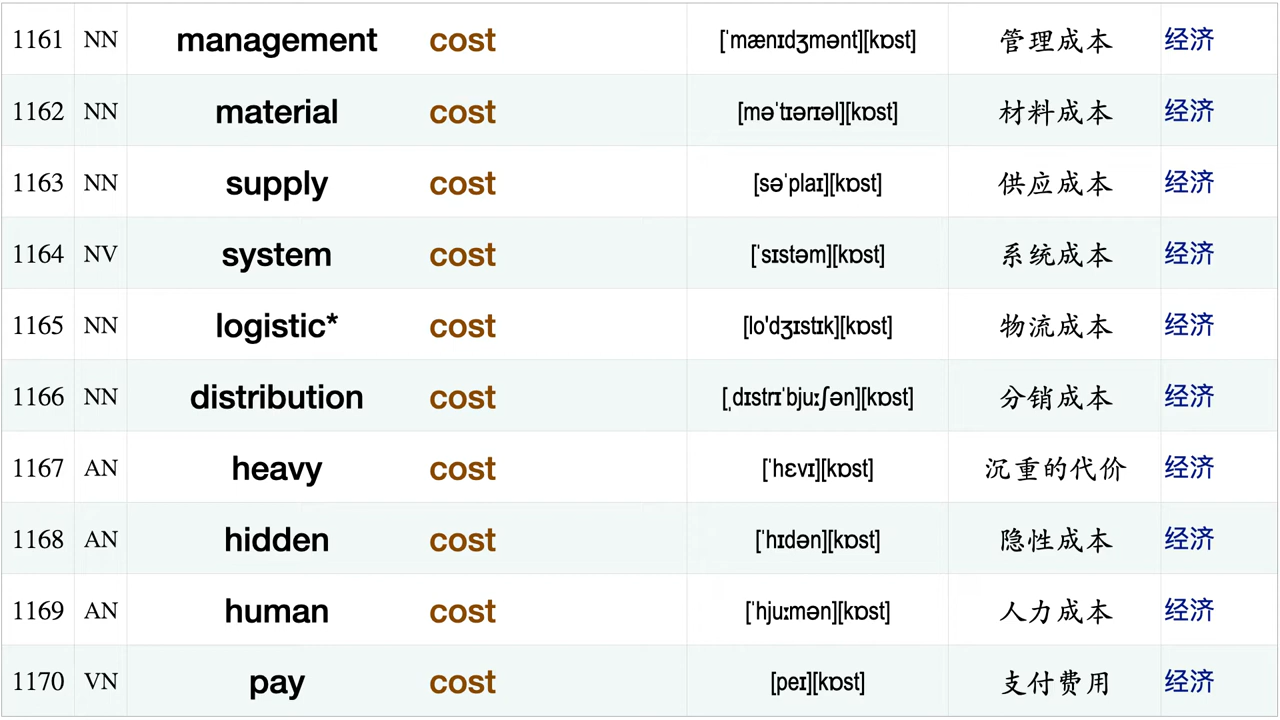 1161 NN management cost [ˈmænɪdʒmənt][kɒst] 管理成本 经济
1162 NN material cost [məˈtɪərɪəl][kɒst] 材料成本 经济
1163 NN supply cost [səˈplaɪ][kɒst] 供应成本 经济
1164 NV system cost [ˈsɪstəm][kɒst] 系统成本 经济
1165 NN logistic* cost [lo'dʒɪstɪk][kɒst] 物流成本 经济
1166 NN distribution cost [ˌdɪstrɪˈbjuːʃən][kɒst] 分销成本 经济
1167 AN heavy cost [ˈhɛvɪ][kɒst] 沉重的代价 经济
1168 AN hidden cost [ˈhɪdən][kɒst] 隐性成本 经济
1169 AN human cost [ˈhjuːmən][kɒst] 人力成本 经济
1170 VN pay cost [peɪ][kɒst] 支付费用 经济